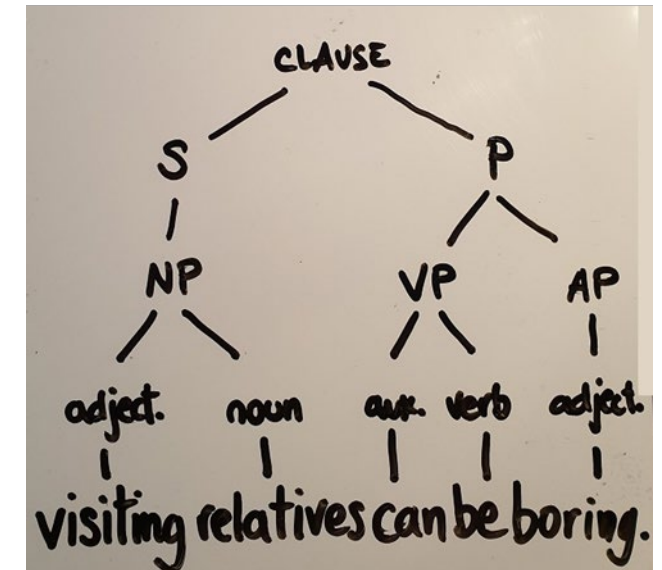 CLAUSE
S P
NP VP AP
adject. noun aux. verb adject.
visiting relatives can be boring.